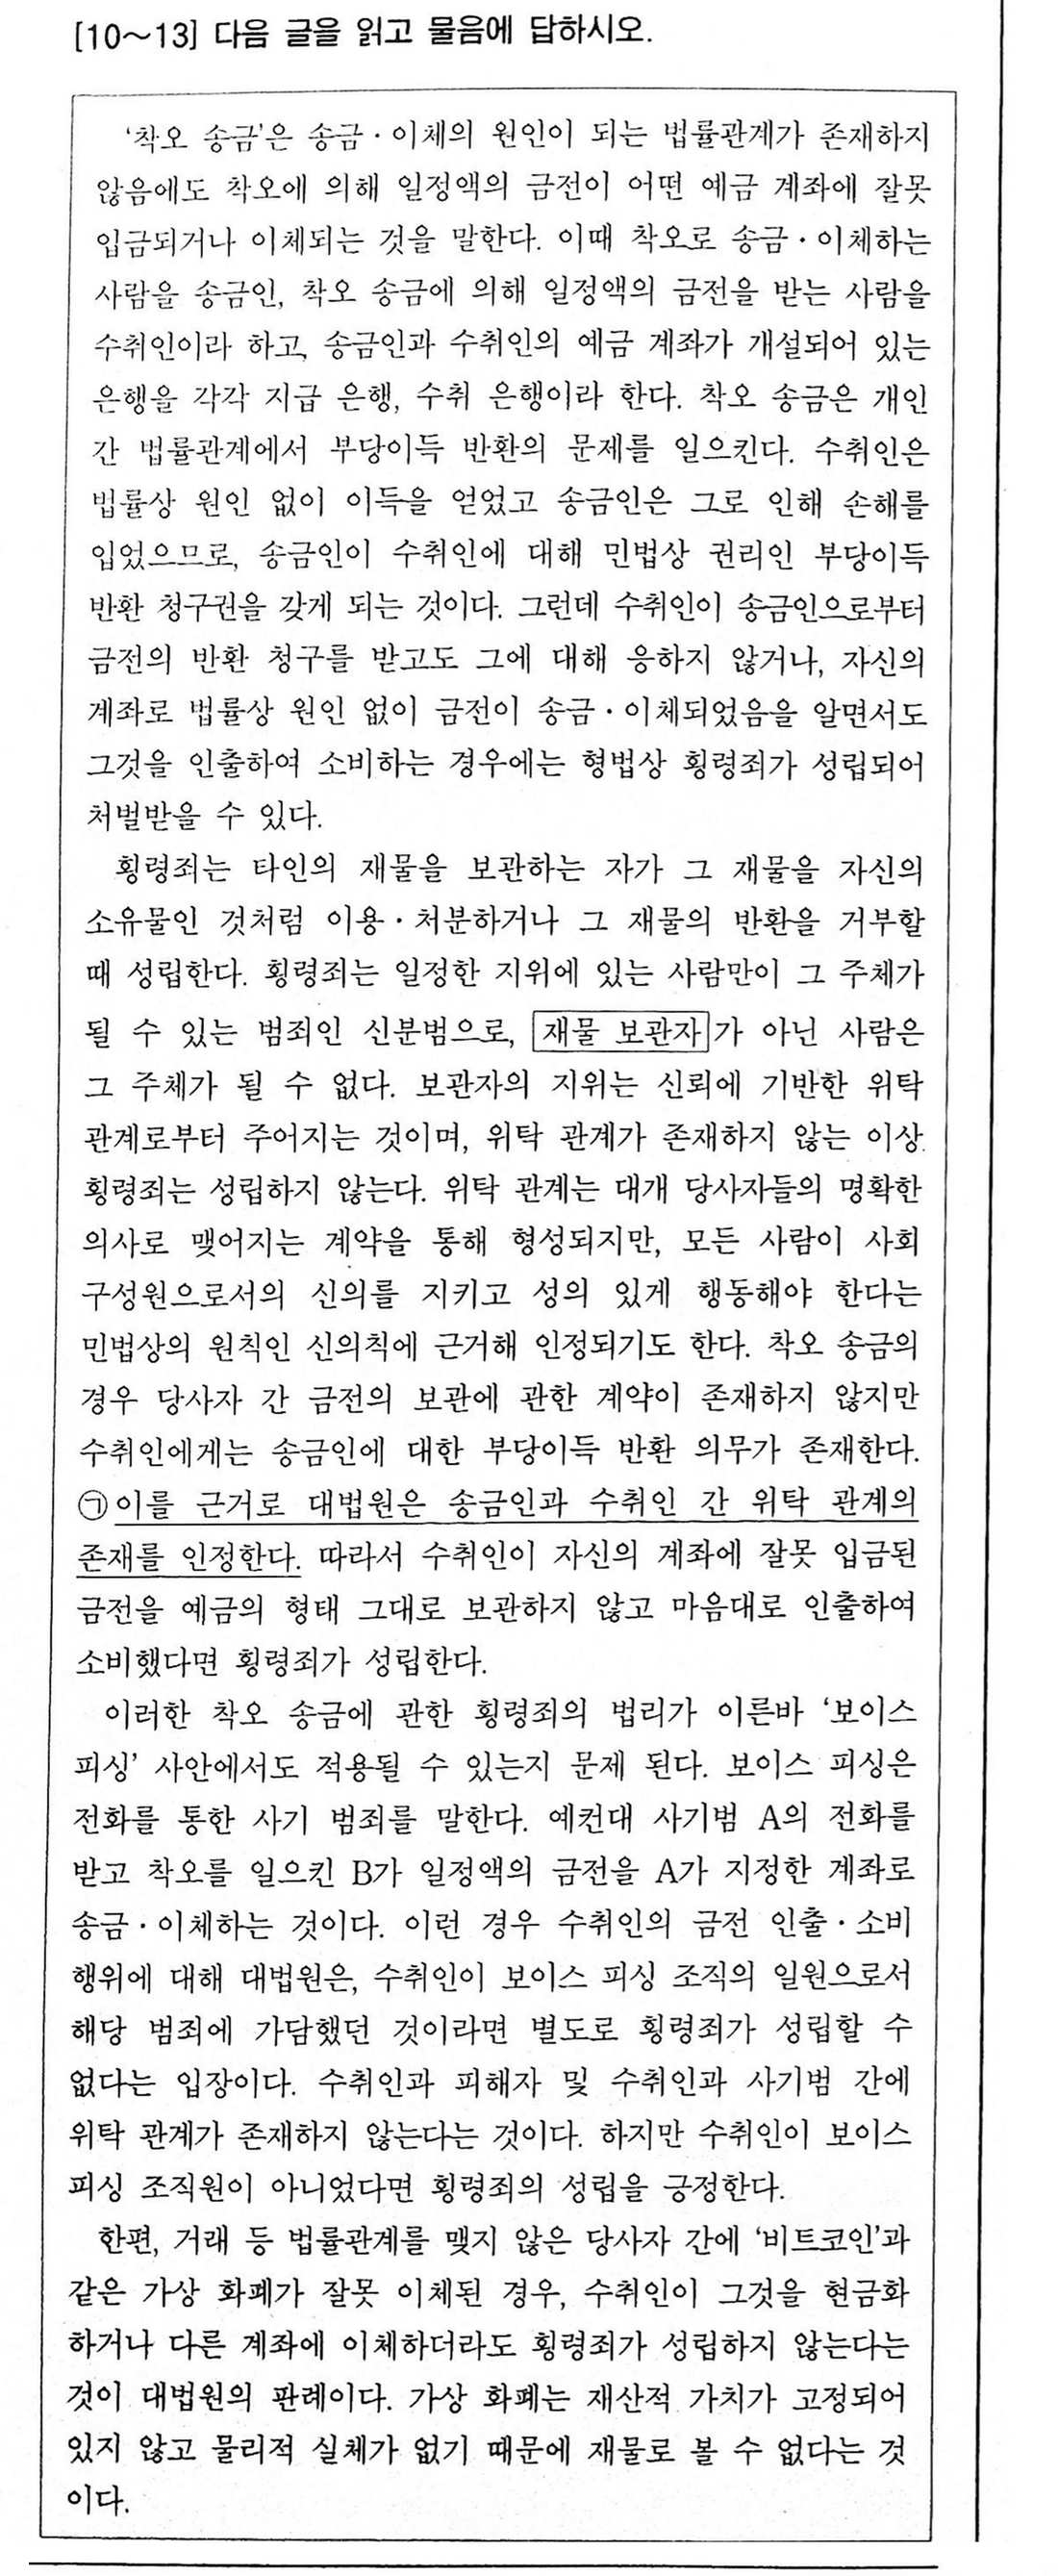 [10～13] 다음 글을 읽고 물음에 답하시오.
‘착오 송금’은 송금·이체의 원인이 되는 법률관계가 존재하지
않음에도 착오에 의해 일정액의 금전이 어떤 예금 계좌에 잘못
입금되거나 이체되는 것을 말한다. 이때 착오로 송금·이체하는
사람을 송금인, 착오 송금에 의해 일정액의 금전을 받는 사람을
수취인이라 하고, 송금인과 수취인의 예금 계좌가 개설되어 있는
은행을 각각 지급 은행, 수취 은행이라 한다. 착오 송금은 개인
간 법률관계에서 부당이득 반환의 문제를 일으킨다. 수취인은
법률상 원인 없이 이득을 얻었고 송금인은 그로 인해 손해를
입었으므로, 송금인이 수취인에 대해 민법상 권리인 부당이득
반환 청구권을 갖게 되는 것이다. 그런데 수취인이 송금인으로부터
금전의 반환 청구를 받고도 그에 대해 응하지 않거나, 자신의
계좌로 법률상 원인 없이 금전이 송금·이체되었음을 알면서도
그것을 인출하여 소비하는 경우에는 형법상 횡령죄가 성립되어
처벌받을 수 있다.
횡령죄는 타인의 재물을 보관하는 자가 그 재물을 자신의
소유물인 것처럼 이용·처분하거나 그 재물의 반환을 거부할
때 성립한다. 횡령죄는 일정한 지위에 있는 사람만이 그 주체가
될 수 있는 범죄인 신분범으로, 재물 보관자가 아닌 사람은
그 주체가 될 수 없다. 보관자의 지위는 신뢰에 기반한 위탁
관계로부터 주어지는 것이며, 위탁 관계가 존재하지 않는 이상
횡령죄는 성립하지 않는다. 위탁 관계는 대개 당사자들의 명확한
의사로 맺어지는 계약을 통해 형성되지만, 모든 사람이 사회
구성원으로서의 신의를 지키고 성의 있게 행동해야 한다는
민법상의 원칙인 신의칙에 근거해 인정되기도 한다. 착오 송금의
경우 당사자 간 금전의 보관에 관한 계약이 존재하지 않지만
수취인에게는 송금인에 대한 부당이득 반환 의무가 존재한다.
㉠이를 근거로 대법원은 송금인과 수취인 간 위탁 관계의
존재를 인정한다. 따라서 수취인이 자신의 계좌에 잘못 입금된
금전을 예금의 형태 그대로 보관하지 않고 마음대로 인출하여
소비했다면 횡령죄가 성립한다.
이러한 착오 송금에 관한 횡령죄의 법리가 이른바 ‘보이스
피싱’ 사안에서도 적용될 수 있는지 문제 된다. 보이스 피싱은
전화를 통한 사기 범죄를 말한다. 예컨대 사기범 A의 전화를
받고 착오를 일으킨 B가 일정액의 금전을 A가 지정한 계좌로
송금·이체하는 것이다. 이런 경우 수취인의 금전 인출·소비
행위에 대해 대법원은, 수취인이 보이스 피싱 조직의 일원으로서
해당 범죄에 가담했던 것이라면 별도로 횡령죄가 성립할 수
없다는 입장이다. 수취인과 피해자 및 수취인과 사기범 간에
위탁 관계가 존재하지 않는다는 것이다. 하지만 수취인이 보이스
피싱 조직원이 아니었다면 횡령죄의 성립을 긍정한다.
한편, 거래 등 법률관계를 맺지 않은 당사자 간에 ‘비트코인’과
같은 가상 화폐가 잘못 이체된 경우, 수취인이 그것을 현금화
하거나 다른 계좌에 이체하더라도 횡령죄가 성립하지 않는다는
것이 대법원의 판례이다. 가상 화폐는 재산적 가치가 고정되어
있지 않고 물리적 실체가 없기 때문에 재물로 볼 수 없다는 것
이다.